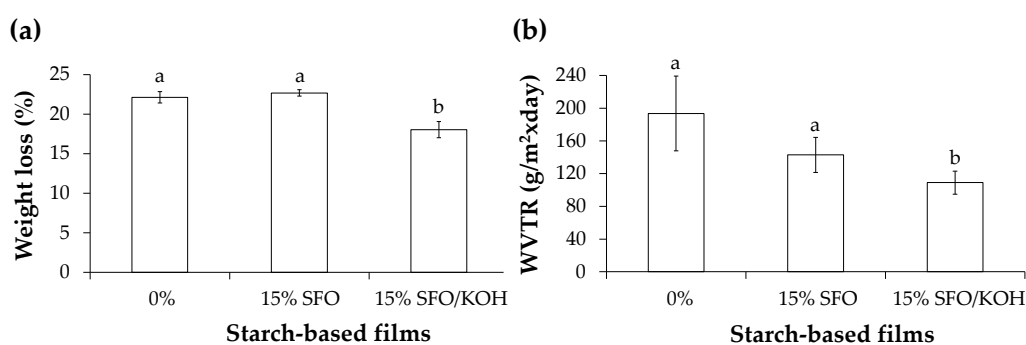 (a)
Weight loss (%)
25
20
15
10
5
0
a
a
b
0%
15% SFO
15% SFO/KOH
Starch-based films
(b)
WVTR (g/m²xday)
240
200
160
120
80
40
0
a
a
b
0%
15% SFO
15% SFO/KOH
Starch-based films